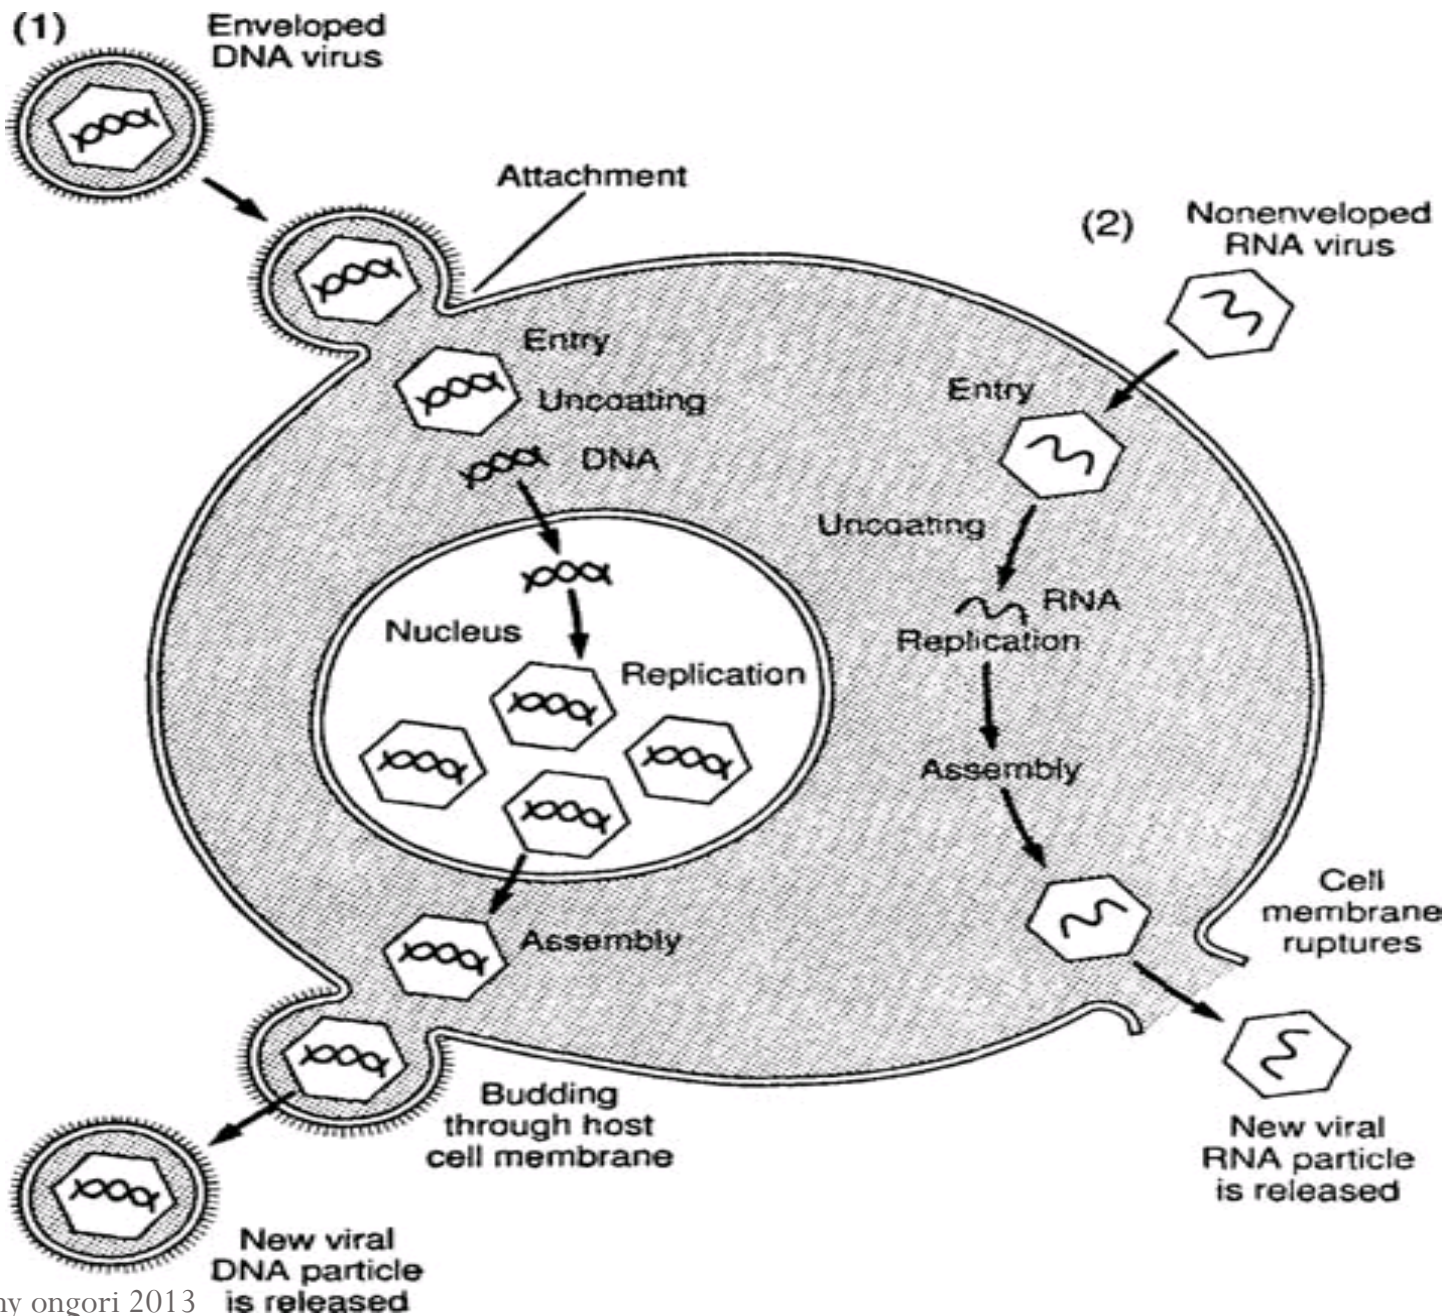 (1)
Enveloped
DNA virus
Attachment
(2)
Nonenveloped
RNA virus
Entry
Uncoating
DNA
Entry
Uncoating
RNA
Replication
Nucleus
Replication
Assembly
Assembly
Cell
membrane
ruptures
Budding
through host
cell membrane
New viral
RNA particle
is released
New viral
DNA particle
is released
ongori 2013